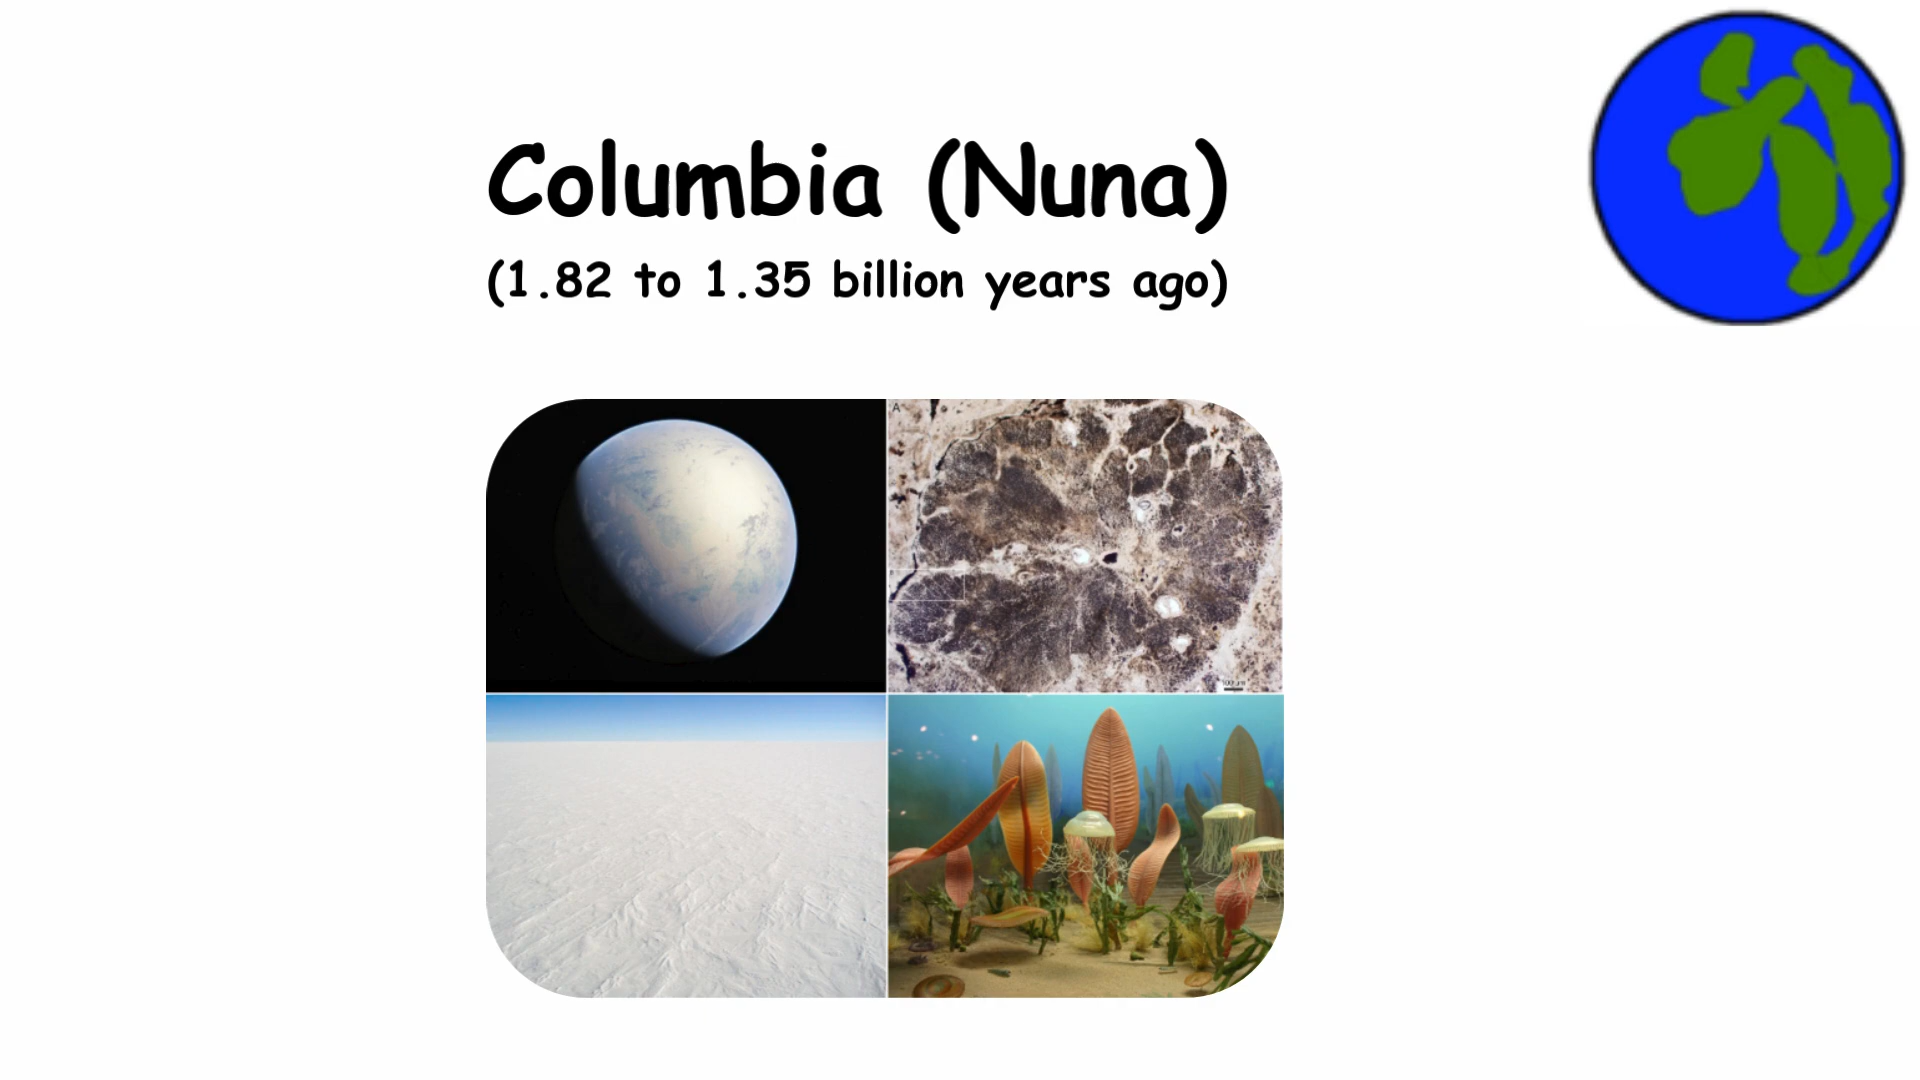 Columbia (Nuna)
(1.82 to 1.35 billion years ago)
A